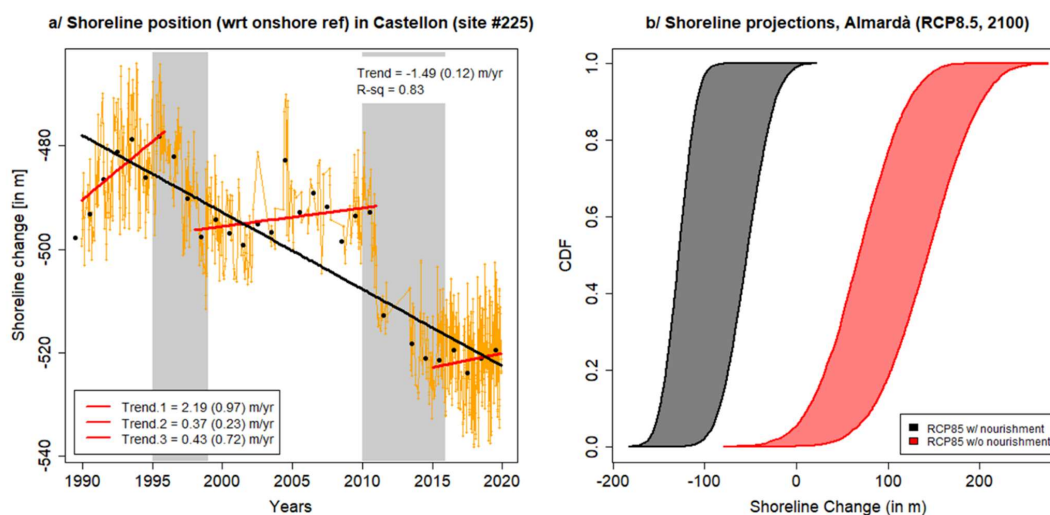 a/ Shoreline position (wrt onshore ref) in Castellon (site #225)
Trend = -1.49 (0.12) m/yr
R-sq = 0.83
Shoreline change [in m]
-480
-500
-520
-540
Trend.1 = 2.19 (0.97) m/yr
Trend.2 = 0.37 (0.23) m/yr
Trend.3 = 0.43 (0.72) m/yr
1990 1995 2000 2005 2010 2015 2020
Years
b/ Shoreline projections, Almardà (RCP8.5, 2100)
CDF
1.0
0.8
0.6
0.4
0.2
0.0
RCP85 w/ nourishment
RCP85 w/o nourishment
-200 -100 0 100 200
Shoreline Change (in m)